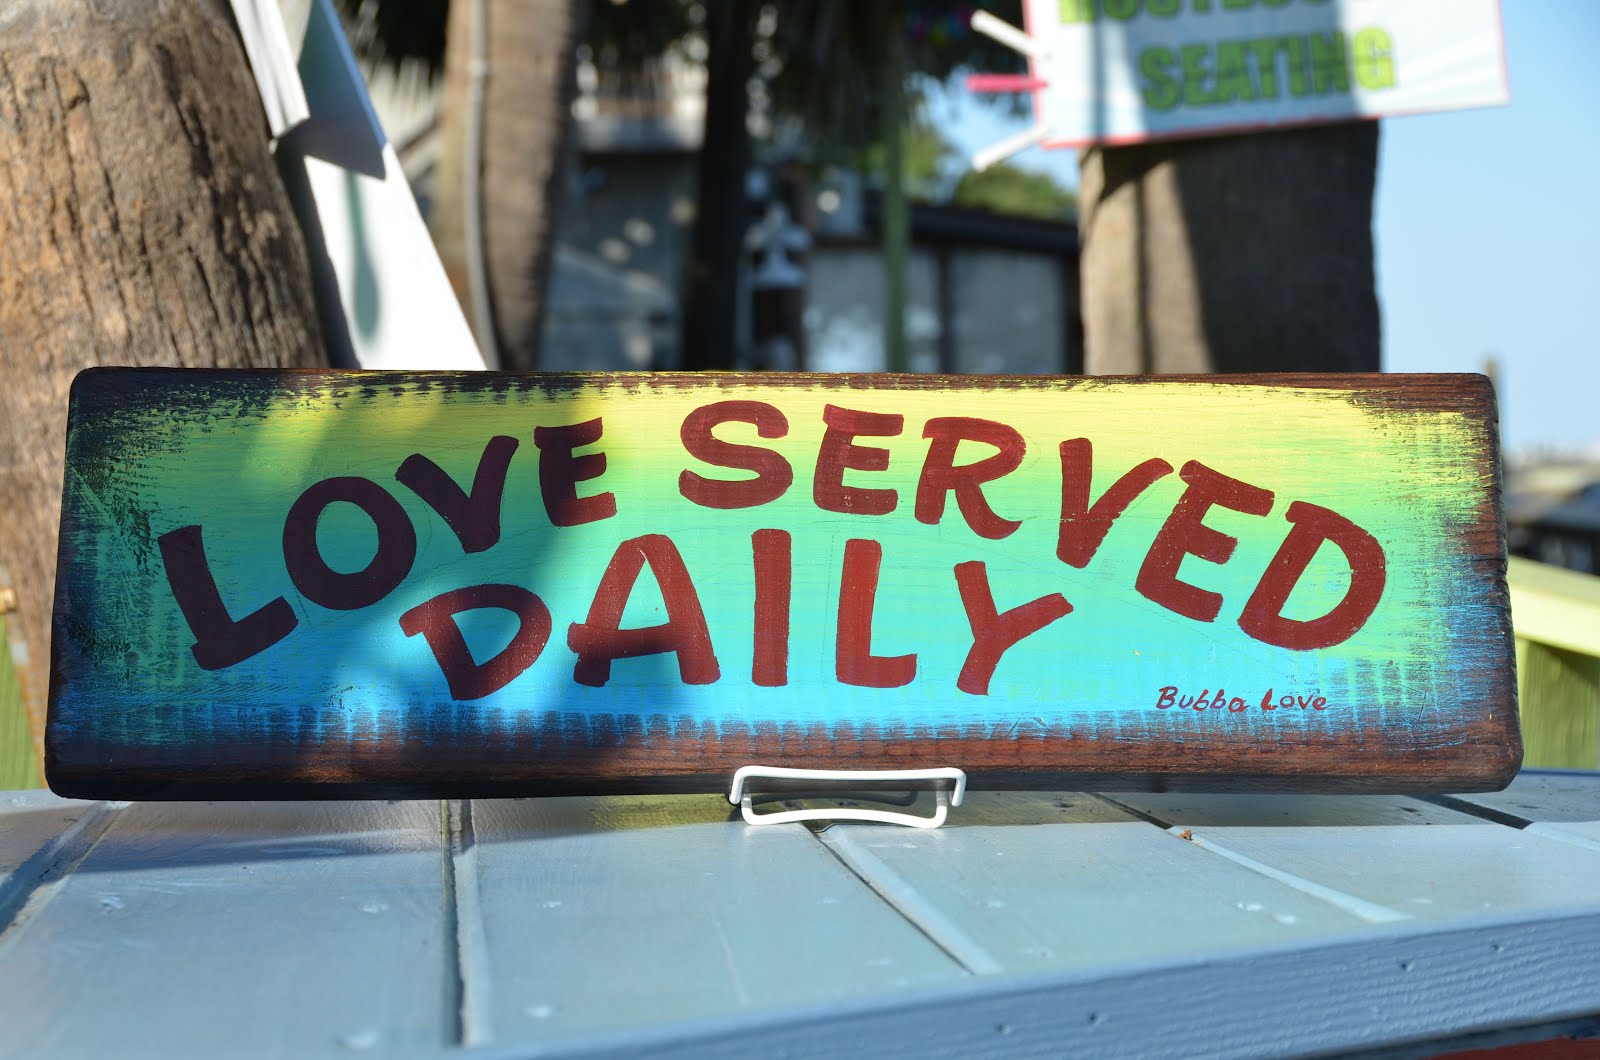 SEATING
LOVE SERVED
DAILY
Bubba Love